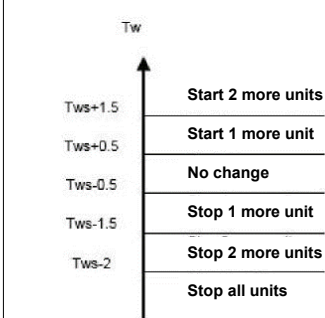 Tw
Start 2 more units
Tws+1.5
Start 1 more unit
Tws+0.5
No change
Tws-0.5
Stop 1 more unit
Tws-1.5
Stop 2 more units
Tws-2
Stop all units